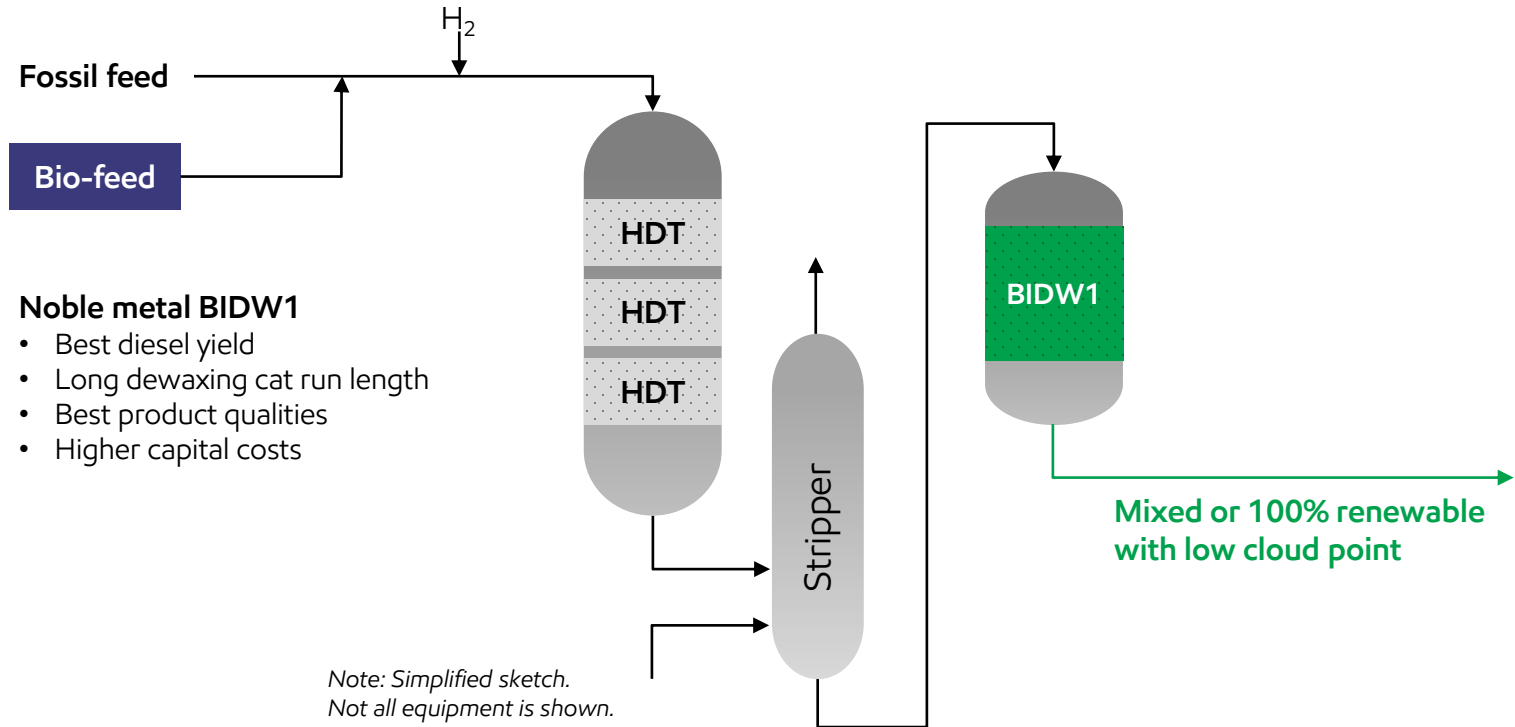 H₂
Fossil feed
Bio-feed
HDT
HDT
HDT
Noble metal BIDW1
• Best diesel yield
• Long dewaxing cat run length
• Best product qualities
• Higher capital costs
Stripper
BIDW1
Mixed or 100% renewable
with low cloud point
Note: Simplified sketch.
Not all equipment is shown.